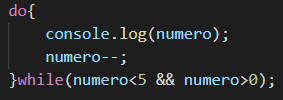 do{
    console.log(numero);
    numero--;
}while(numero<5 && numero>0);